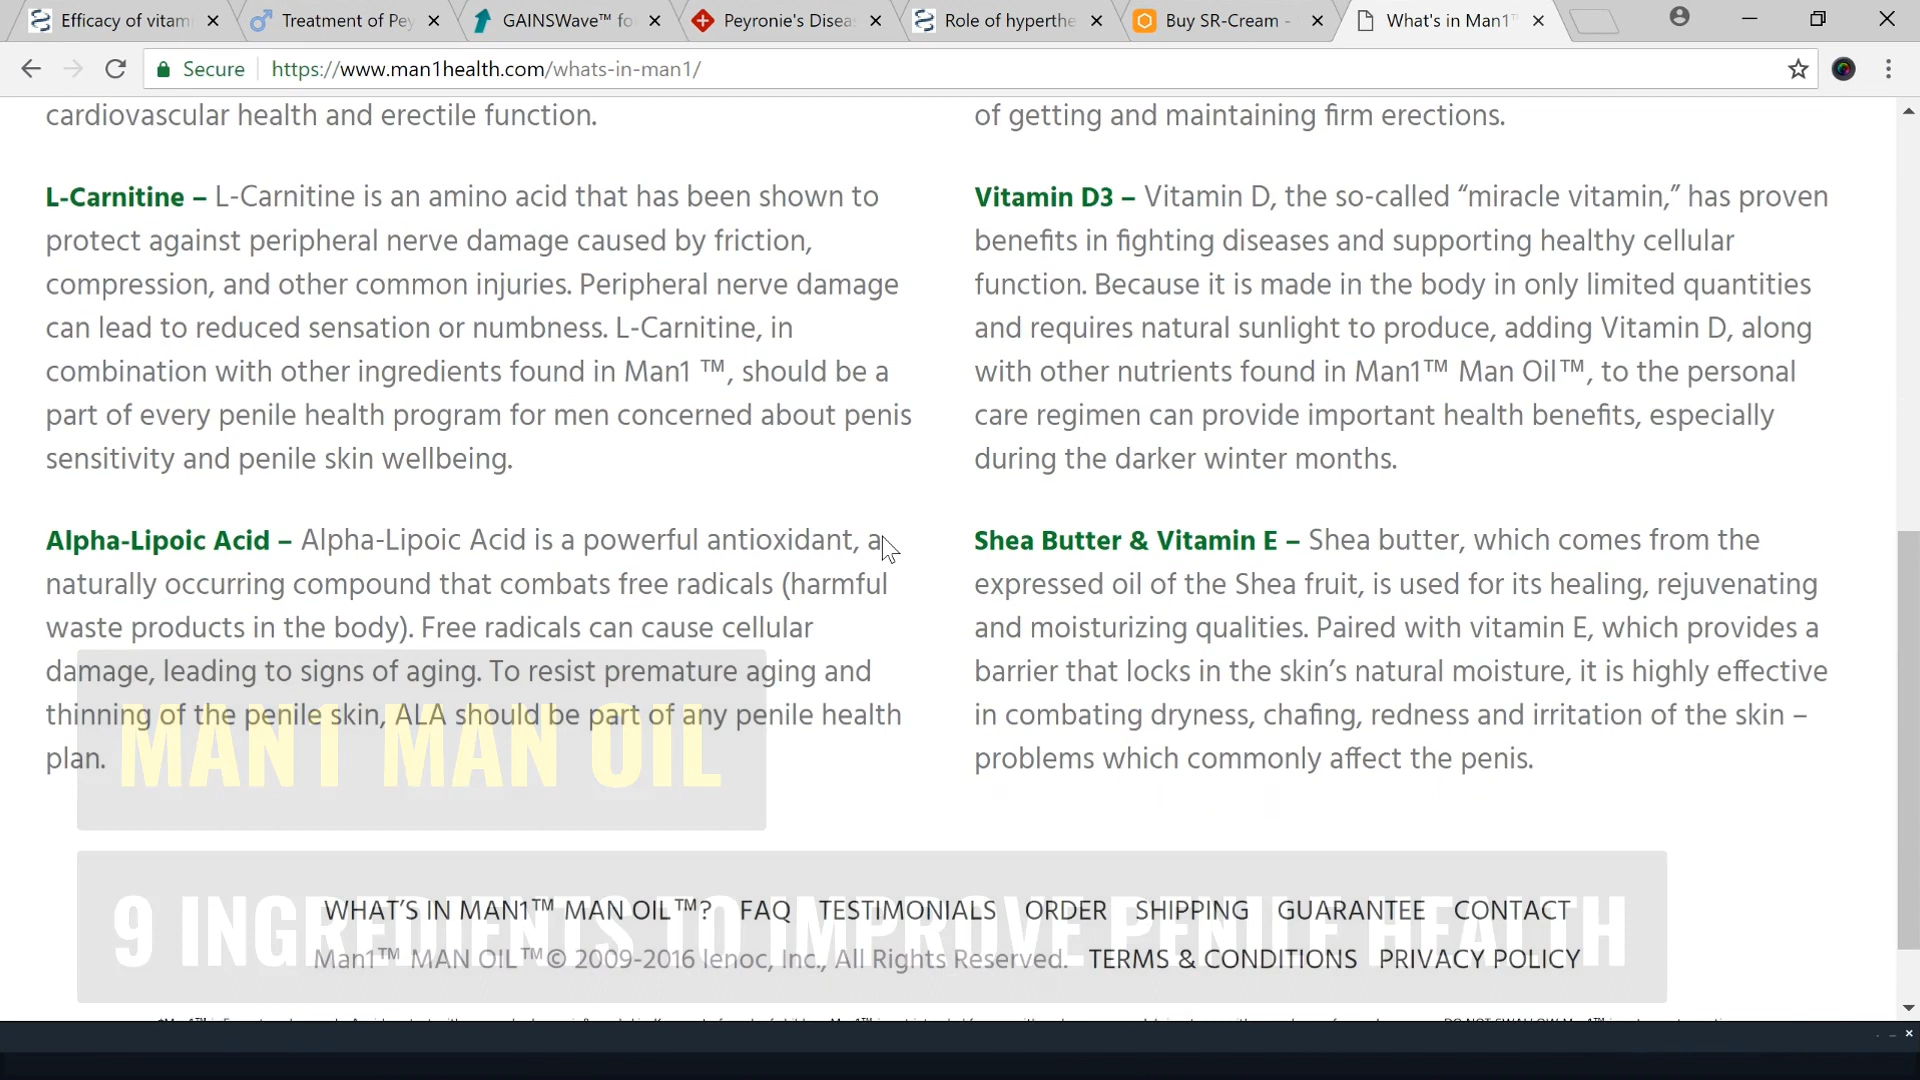 Efficacy of vitam
Treatment of Pey
GAINSWave™ fo
Peyronie's Disea
Role of hyperthe
Buy SR-Cream -
What's in Man1™
Secure
https://www.man1health.com/whats-in-man1/
cardiovascular health and erectile function.
L-Carnitine – L-Carnitine is an amino acid that has been shown to
protect against peripheral nerve damage caused by friction,
compression, and other common injuries. Peripheral nerve damage
can lead to reduced sensation or numbness. L-Carnitine, in
combination with other ingredients found in Man1 ™, should be a
part of every penile health program for men concerned about penis
sensitivity and penile skin wellbeing.
Alpha-Lipoic Acid – Alpha-Lipoic Acid is a powerful antioxidant, a
naturally occurring compound that combats free radicals (harmful
waste products in the body). Free radicals can cause cellular
damage, leading to signs of aging. To resist premature aging and
thinning of the penile skin, ALA should be part of any penile health
plan.
of getting and maintaining firm erections.
Vitamin D3 – Vitamin D, the so-called “miracle vitamin,” has proven
benefits in fighting diseases and supporting healthy cellular
function. Because it is made in the body in only limited quantities
and requires natural sunlight to produce, adding Vitamin D, along
with other nutrients found in Man1™ Man Oil™, to the personal
care regimen can provide important health benefits, especially
during the darker winter months.
Shea Butter & Vitamin E – Shea butter, which comes from the
expressed oil of the Shea fruit, is used for its healing, rejuvenating
and moisturizing qualities. Paired with vitamin E, which provides a
barrier that locks in the skin’s natural moisture, it is highly effective
in combating dryness, chafing, redness and irritation of the skin –
problems which commonly affect the penis.
MAN1 MAN OIL
9 INGREDIENTS TO IMPROVE PENILE HEALTH
WHAT’S IN MAN1™ MAN OIL™? FAQ TESTIMONIALS ORDER SHIPPING GUARANTEE CONTACT
Man1™ MAN OIL™© 2009-2016 Ienoc, Inc., All Rights Reserved. TERMS & CONDITIONS PRIVACY POLICY